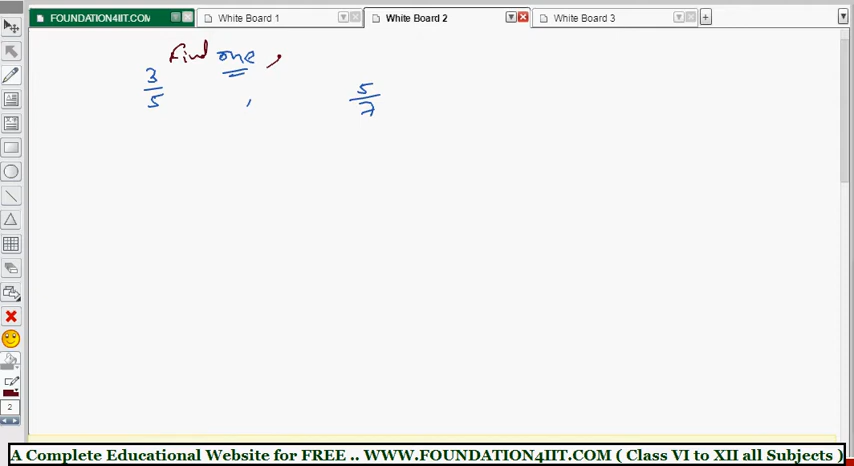 FOUNDATION4IIT.COM White Board 1 White Board 2 White Board 3
Find one ,
3/5 , 5/7
2
A Complete Educational Website for FREE .. WWW.FOUNDATION4IIT.COM ( Class VI to XII all Subjects )